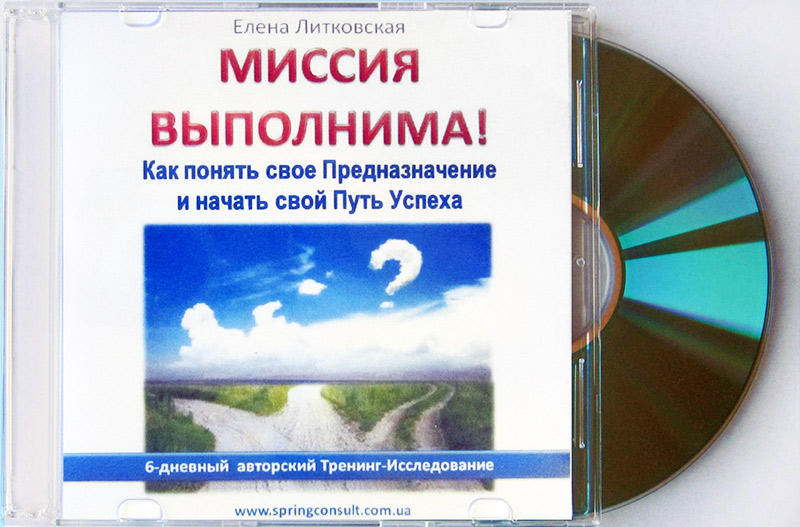 Елена Литковская
МИССИЯ
ВЫПОЛНИМА!
Как понять свое Предназначение
и начать свой Путь Успеха
6-дневный авторский Тренинг-Исследование
www.springconsult.com.ua